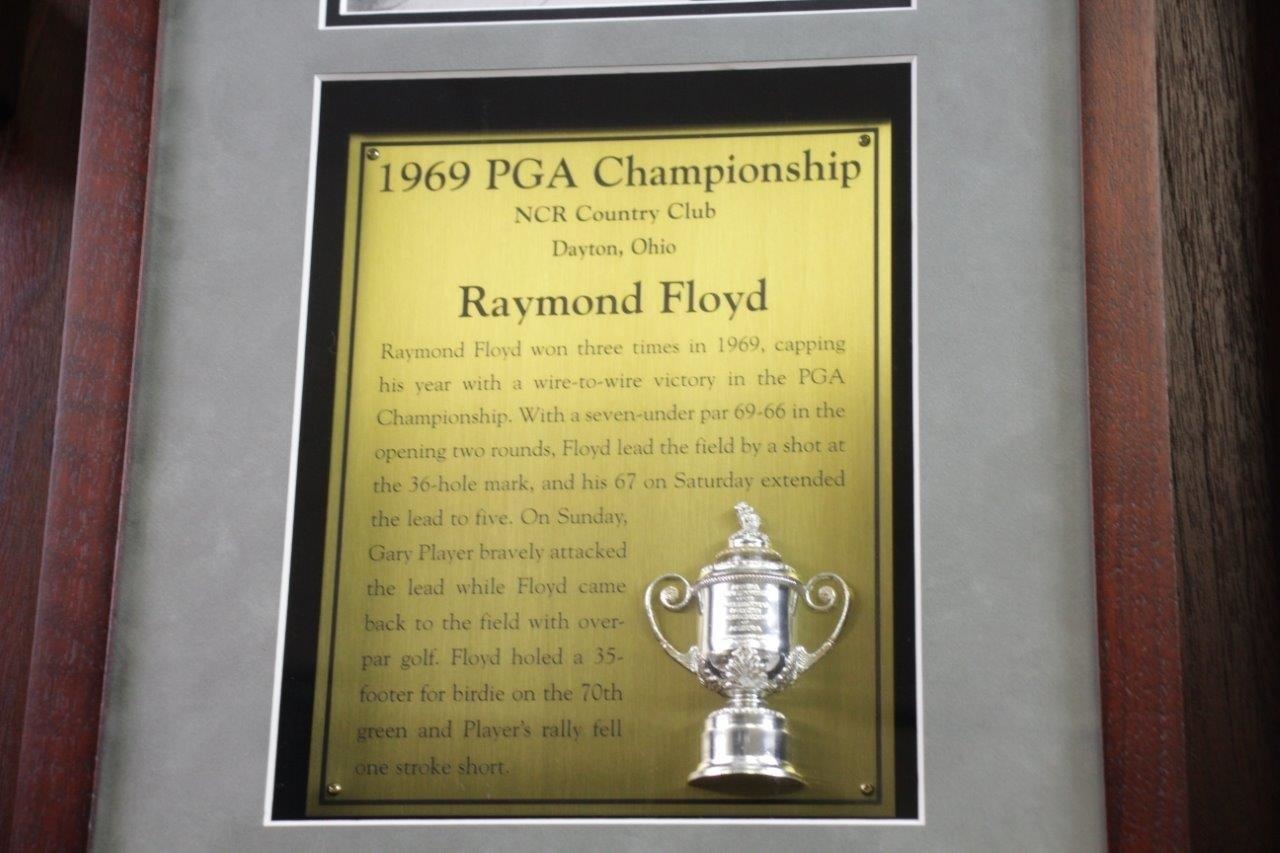 1969 PGA Championship
NCR Country Club
Dayton, Ohio
Raymond Floyd
Raymond Floyd won three times in 1969, capping
his year with a wire-to-wire victory in the PGA
Championship. With a seven-under par 69-66 in the
opening two rounds, Floyd lead the field by a shot at
the 36-hole mark, and his 67 on Saturday extended
the lead to five. On Sunday,
Gary Player bravely attacked
the lead while Floyd came
back to the field with over-
par golf. Floyd holed a 35-
footer for birdie on the 70th
green and Player's rally fell
one stroke short.